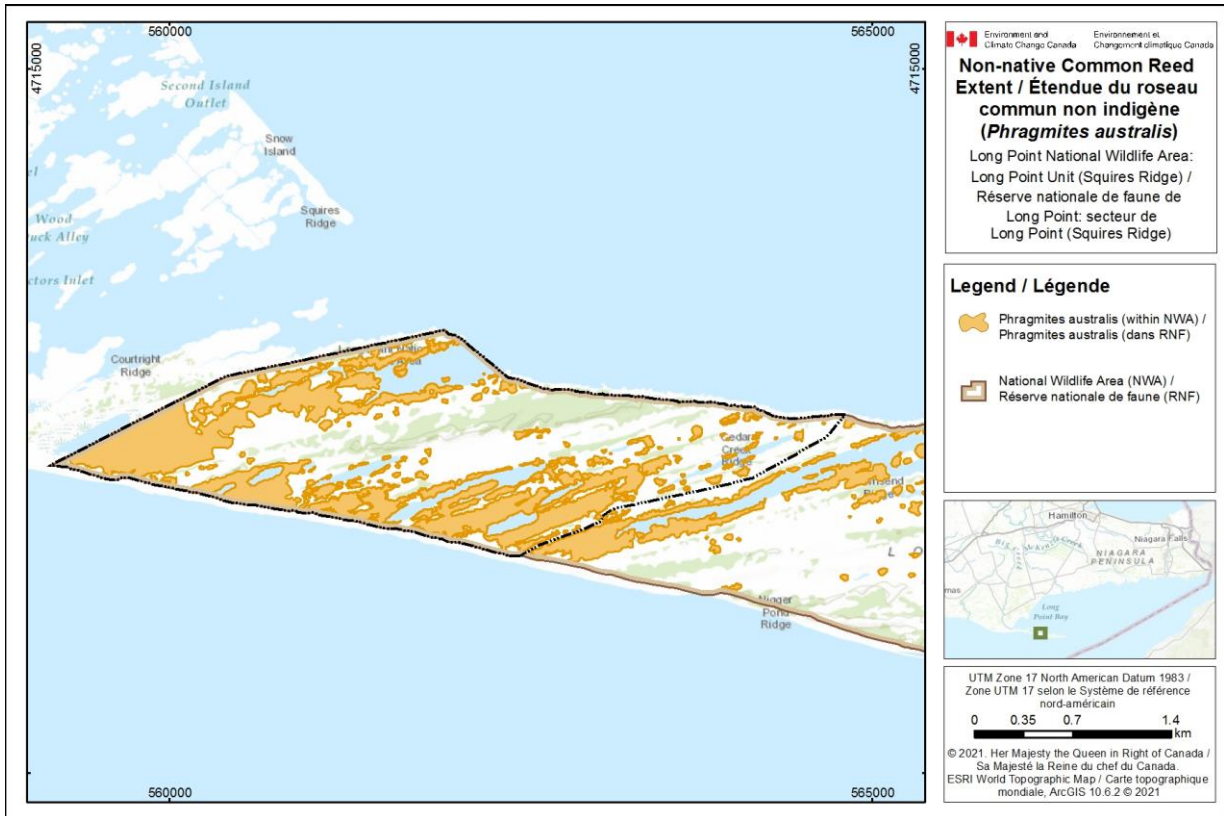 560000
565000
4715000
4715000
Second Island
Outlet
Snow
Island
Squires
Ridge
el
Wood
uck Alley
ctors Inlet
Courtright
Ridge
Cedar
Creek
Ridge
Ridge
L O
Pond
Ridge
560000
565000
Environment and
Climate Change Canada
Environnement et
Changement climatique Canada
Non-native Common Reed
Extent / Étendue du roseau
commun non indigène
(Phragmites australis)
Long Point National Wildlife Area:
Long Point Unit (Squires Ridge) /
Réserve nationale de faune de
Long Point: secteur de
Long Point (Squires Ridge)
Legend / Légende
Phragmites australis (within NWA) /
Phragmites australis (dans RNF)
National Wildlife Area (NWA) /
Réserve nationale de faune (RNF)
Hamilton
Big Creek
McKenzie Creek
Niagara Falls
NIAGARA
PENINSULA
mas
Long
Point Bay
UTM Zone 17 North American Datum 1983 /
Zone UTM 17 selon le Système de référence
nord-américain
0 0.35 0.7 1.4
km
© 2021. Her Majesty the Queen in Right of Canada /
Sa Majesté la Reine du chef du Canada.
ESRI World Topographic Map / Carte topographique
mondiale, ArcGIS 10.6.2 © 2021